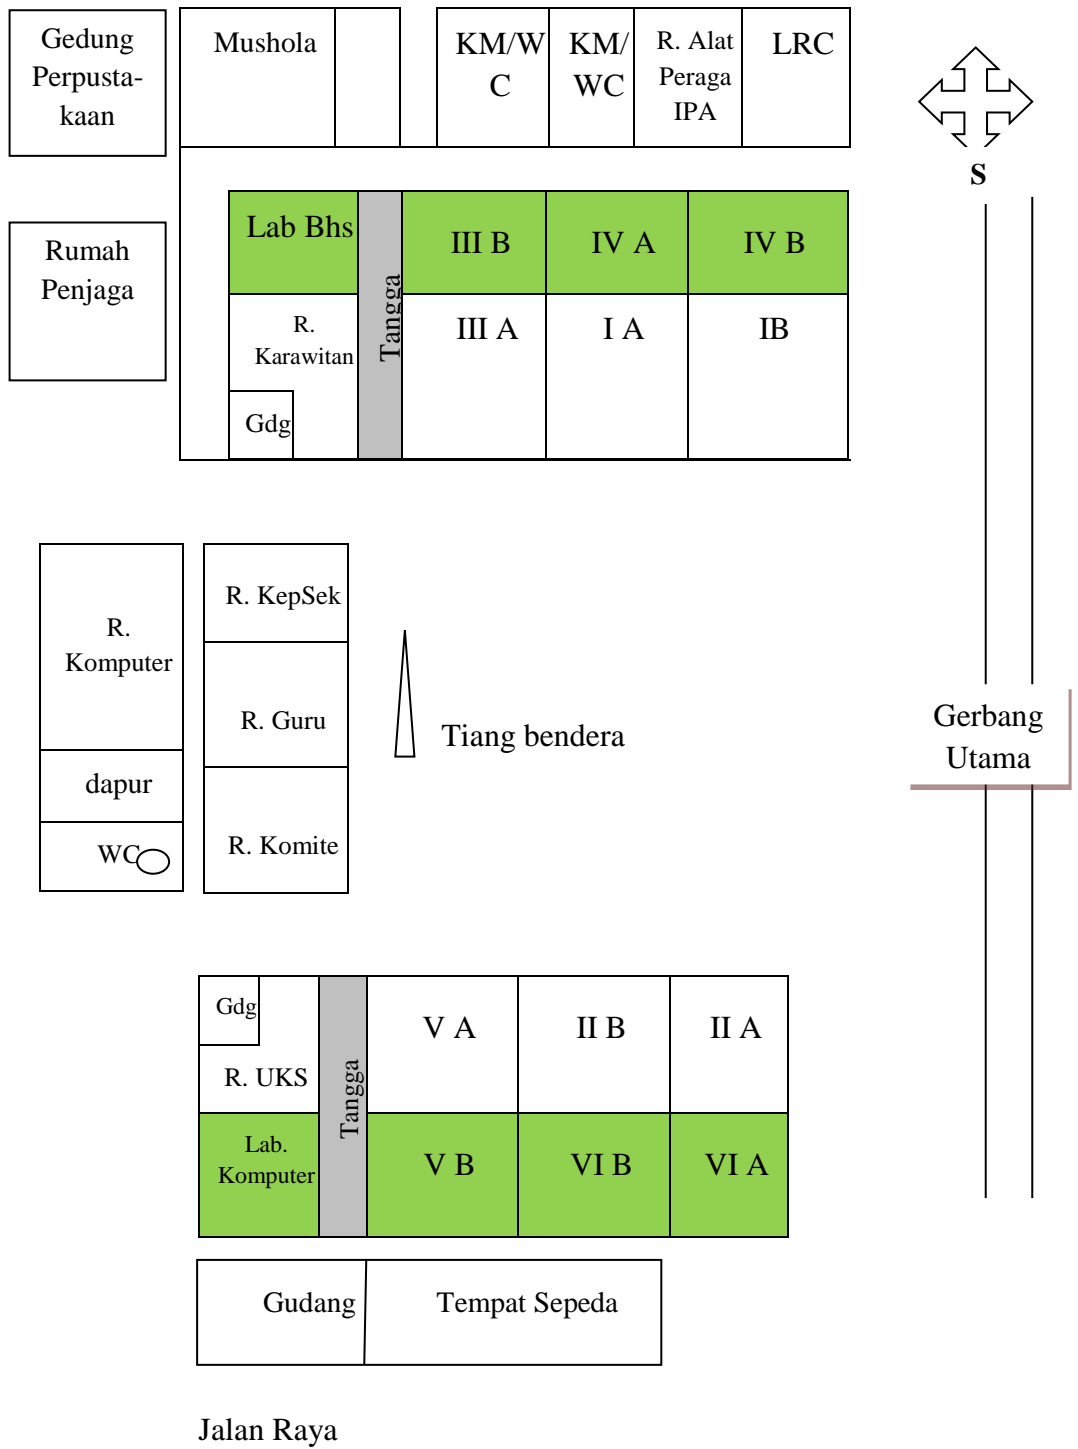 Gedung
Perpusta-
kaan
Mushola
KM/W
C
KM/
WC
R. Alat
Peraga
IPA
LRC
S
Rumah
Penjaga
Lab Bhs
Tangga
III B
IV A
IV B
R.
Karawitan
III A
I A
IB
Gdg
R.
Komputer
dapur
WC
R. KepSek
R. Guru
R. Komite
Tiang bendera
Gerbang
Utama
Gdg
R. UKS
Tangga
V A
II B
II A
Lab.
Komputer
V B
VI B
VI A
Gudang
Tempat Sepeda
Jalan Raya